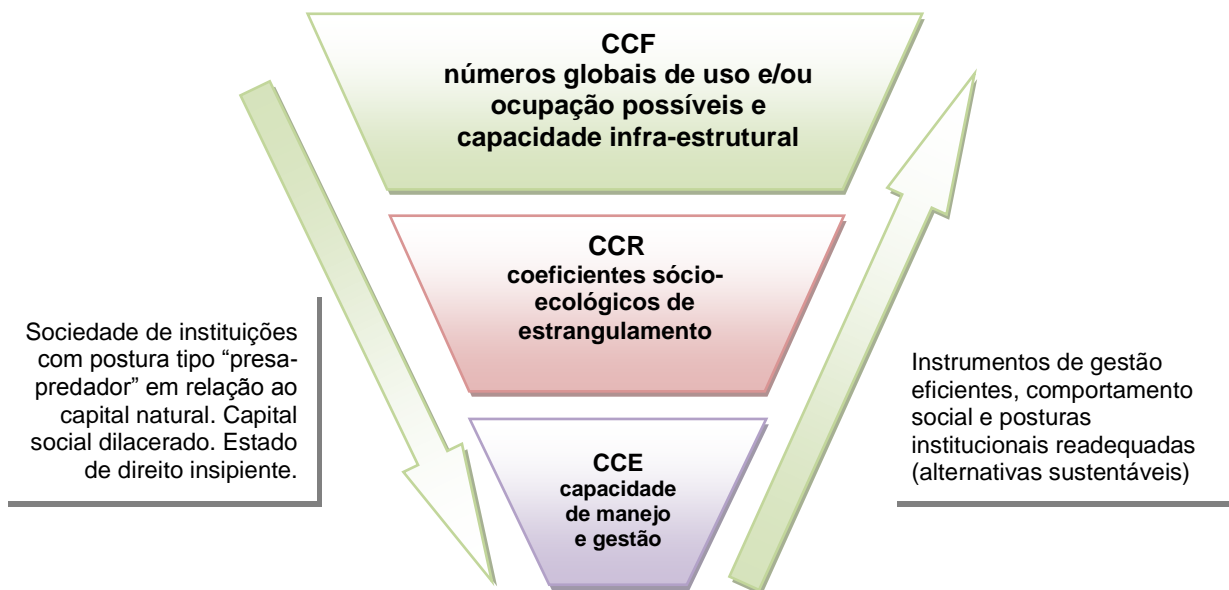 CCF
números globais de uso e/ou
ocupação possíveis e
capacidade infra-estrutural
CCR
coeficientes sócio-
ecológicos de
estrangulamento
Sociedade de instituições
com postura tipo “presa-
predador” em relação ao
capital natural. Capital
social dilacerado. Estado
de direito insipiente.
Instrumentos de gestão
eficientes, comportamento
social e posturas
institucionais readequadas
(alternativas sustentáveis)
CCE
capacidade
de manejo
e gestão